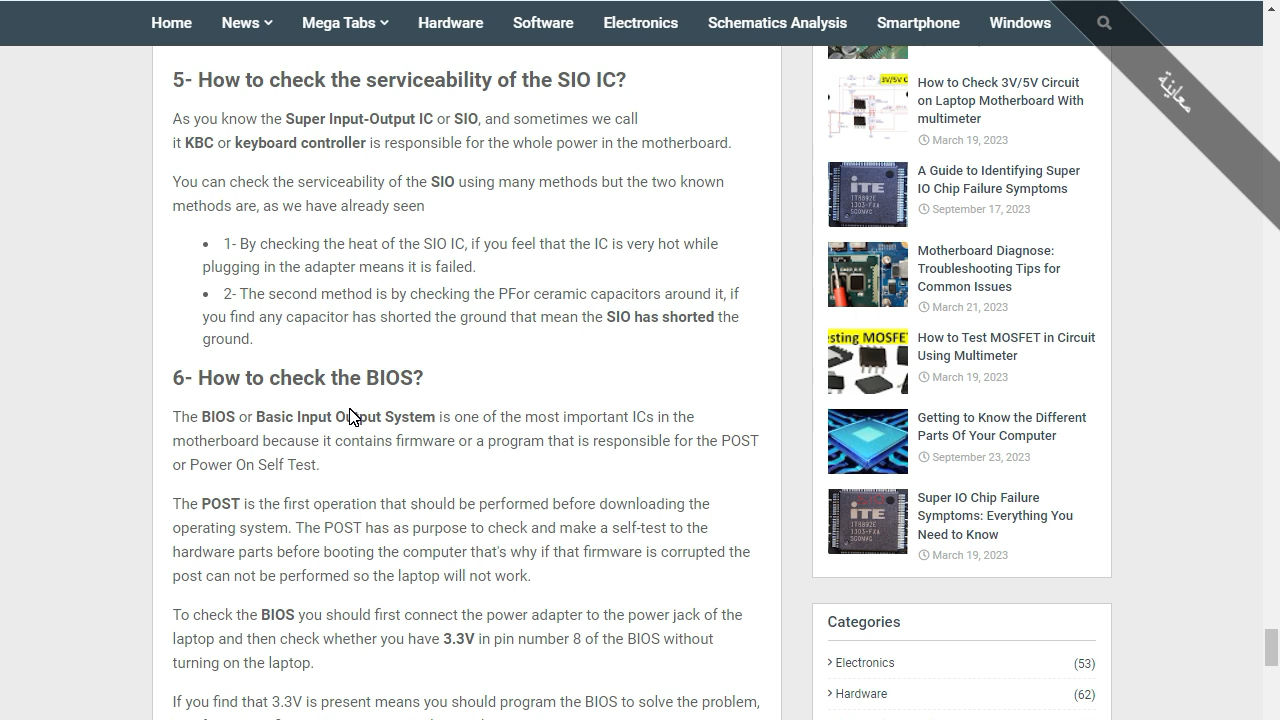 Home News Mega Tabs Hardware Software Electronics Schematics Analysis Smartphone Windows
معاينة
5- How to check the serviceability of the SIO IC?
As you know the Super Input-Output IC or SIO, and sometimes we call
it KBC or keyboard controller is responsible for the whole power in the motherboard.
You can check the serviceability of the SIO using many methods but the two known
methods are, as we have already seen
• 1- By checking the heat of the SIO IC, if you feel that the IC is very hot while
plugging in the adapter means it is failed.
• 2- The second method is by checking the PFor ceramic capacitors around it, if
you find any capacitor has shorted the ground that mean the SIO has shorted the
ground.
6- How to check the BIOS?
The BIOS or Basic Input Output System is one of the most important ICs in the
motherboard because it contains firmware or a program that is responsible for the POST
or Power On Self Test.
The POST is the first operation that should be performed before downloading the
operating system. The POST has as purpose to check and make a self-test to the
hardware parts before booting the computer that's why if that firmware is corrupted the
post can not be performed so the laptop will not work.
To check the BIOS you should first connect the power adapter to the power jack of the
laptop and then check whether you have 3.3V in pin number 8 of the BIOS without
turning on the laptop.
If you find that 3.3V is present means you should program the BIOS to solve the problem,
3V/5V C
How to Check 3V/5V Circuit
on Laptop Motherboard With
multimeter
March 19, 2023
iTE
IT8892E
1303-FXA
A Guide to Identifying Super
IO Chip Failure Symptoms
September 17, 2023
Motherboard Diagnose:
Troubleshooting Tips for
Common Issues
March 21, 2023
sting MOSFET
How to Test MOSFET in Circuit
Using Multimeter
March 19, 2023
Getting to Know the Different
Parts Of Your Computer
September 23, 2023
iTE
IT8892E
1303-FXA
Super IO Chip Failure
Symptoms: Everything You
Need to Know
March 19, 2023
Categories
Electronics (53)
Hardware (62)